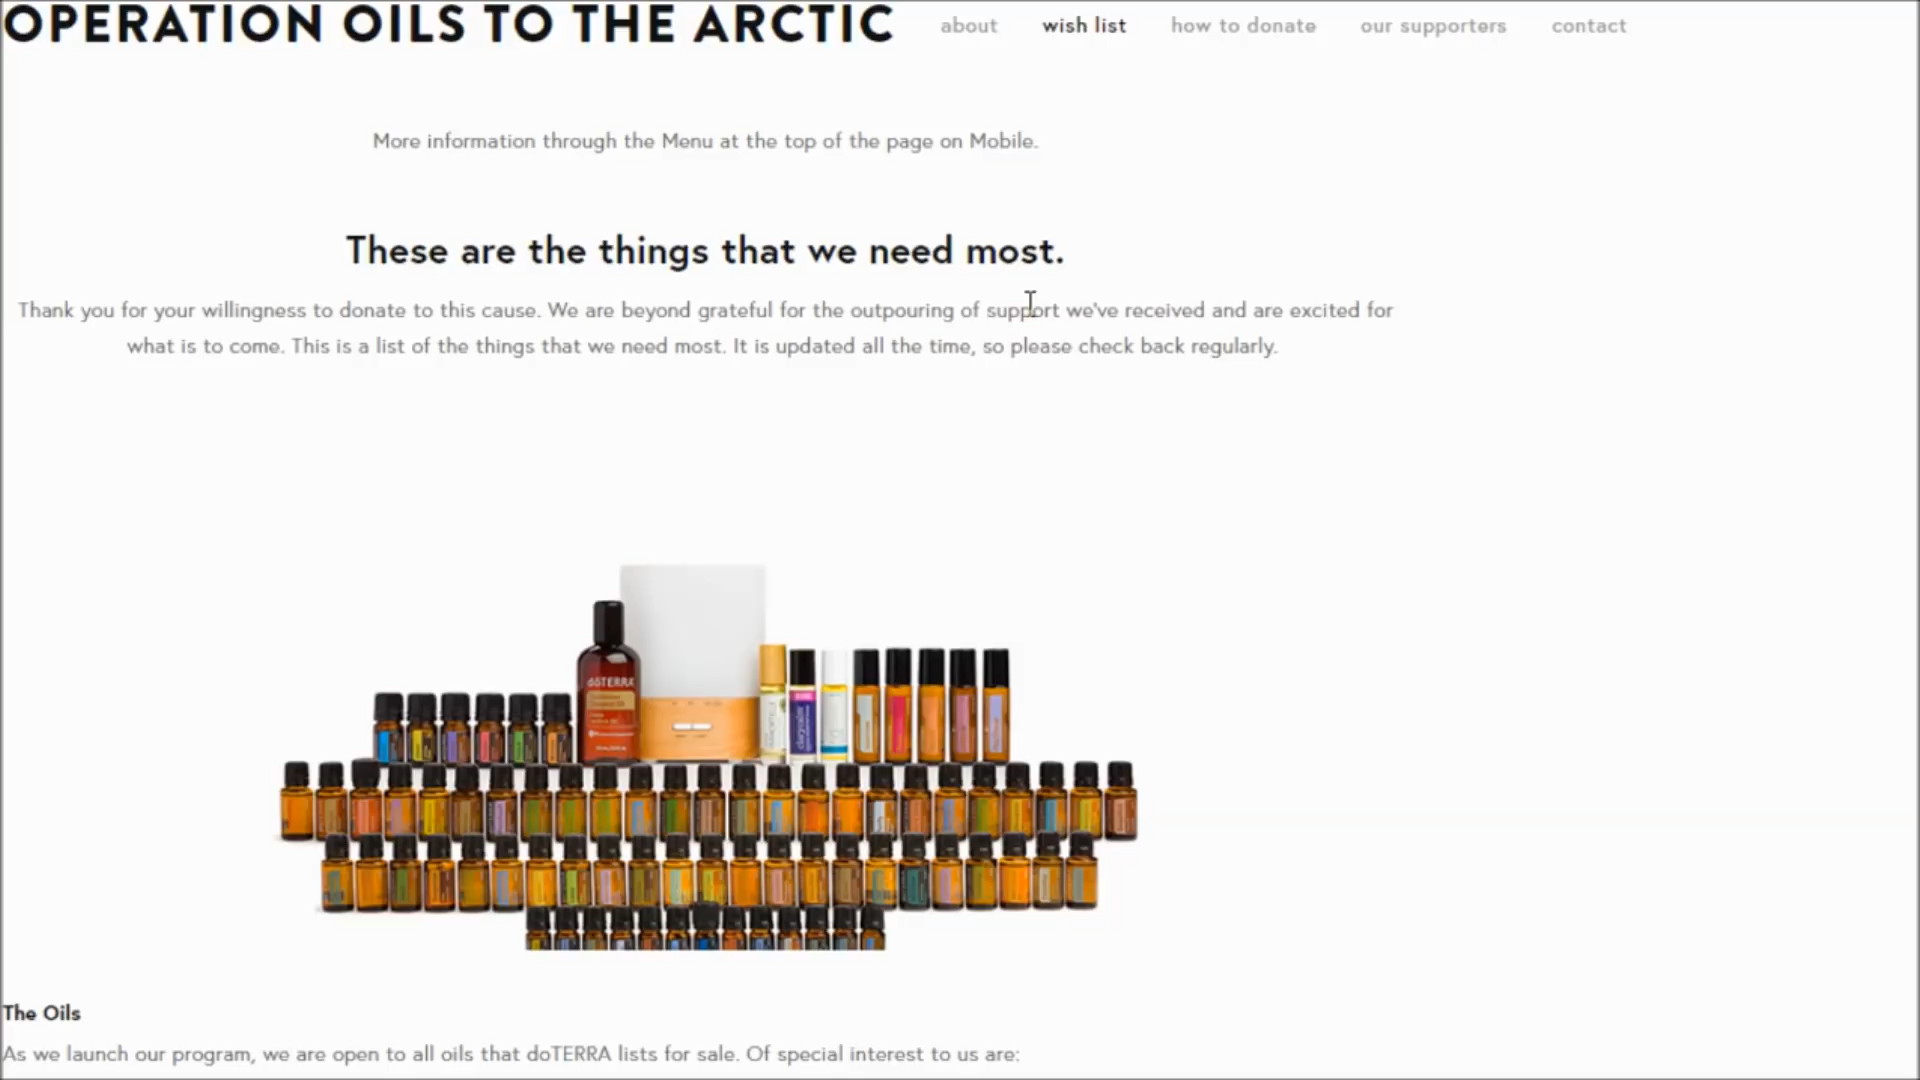 OPERATION OILS TO THE ARCTIC
about wish list how to donate our supporters contact
More information through the Menu at the top of the page on Mobile.
These are the things that we need most.
Thank you for your willingness to donate to this cause. We are beyond grateful for the outpouring of support we've received and are excited for
what is to come. This is a list of the things that we need most. It is updated all the time, so please check back regularly.
dōTERRA
The Oils
As we launch our program, we are open to all oils that doTERRA lists for sale. Of special interest to us are: